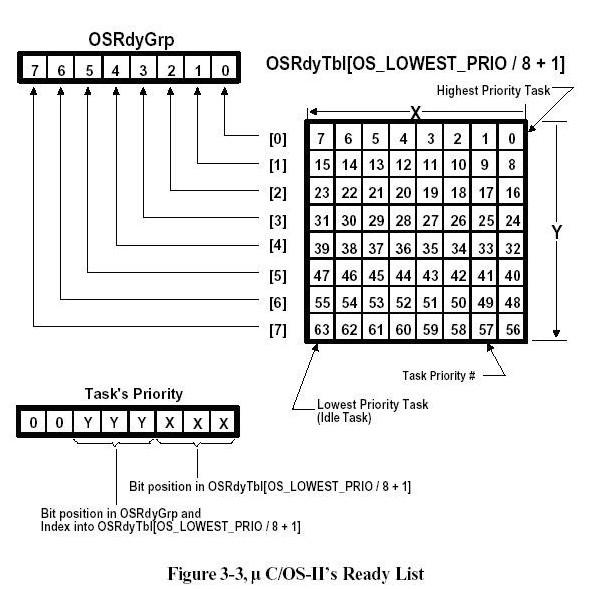 OSRdyGrp
7 6 5 4 3 2 1 0
OSRdyTbl[OS_LOWEST_PRIO / 8 + 1]
Highest Priority Task
X
[0] 7 6 5 4 3 2 1 0
[1] 15 14 13 12 11 10 9 8
[2] 23 22 21 20 19 18 17 16
[3] 31 30 29 28 27 26 25 24
[4] 39 38 37 36 35 34 33 32
[5] 47 46 45 44 43 42 41 40
[6] 55 54 53 52 51 50 49 48
[7] 63 62 61 60 59 58 57 56
Y
Task Priority #
Lowest Priority Task
(Idle Task)
Task's Priority
0 0 Y Y Y X X X
Bit position in OSRdyTbl[OS_LOWEST_PRIO / 8 + 1]
Bit position in OSRdyGrp and
Index into OSRdyTbl[OS_LOWEST_PRIO / 8 + 1]
Figure 3-3, μ C/OS-II's Ready List